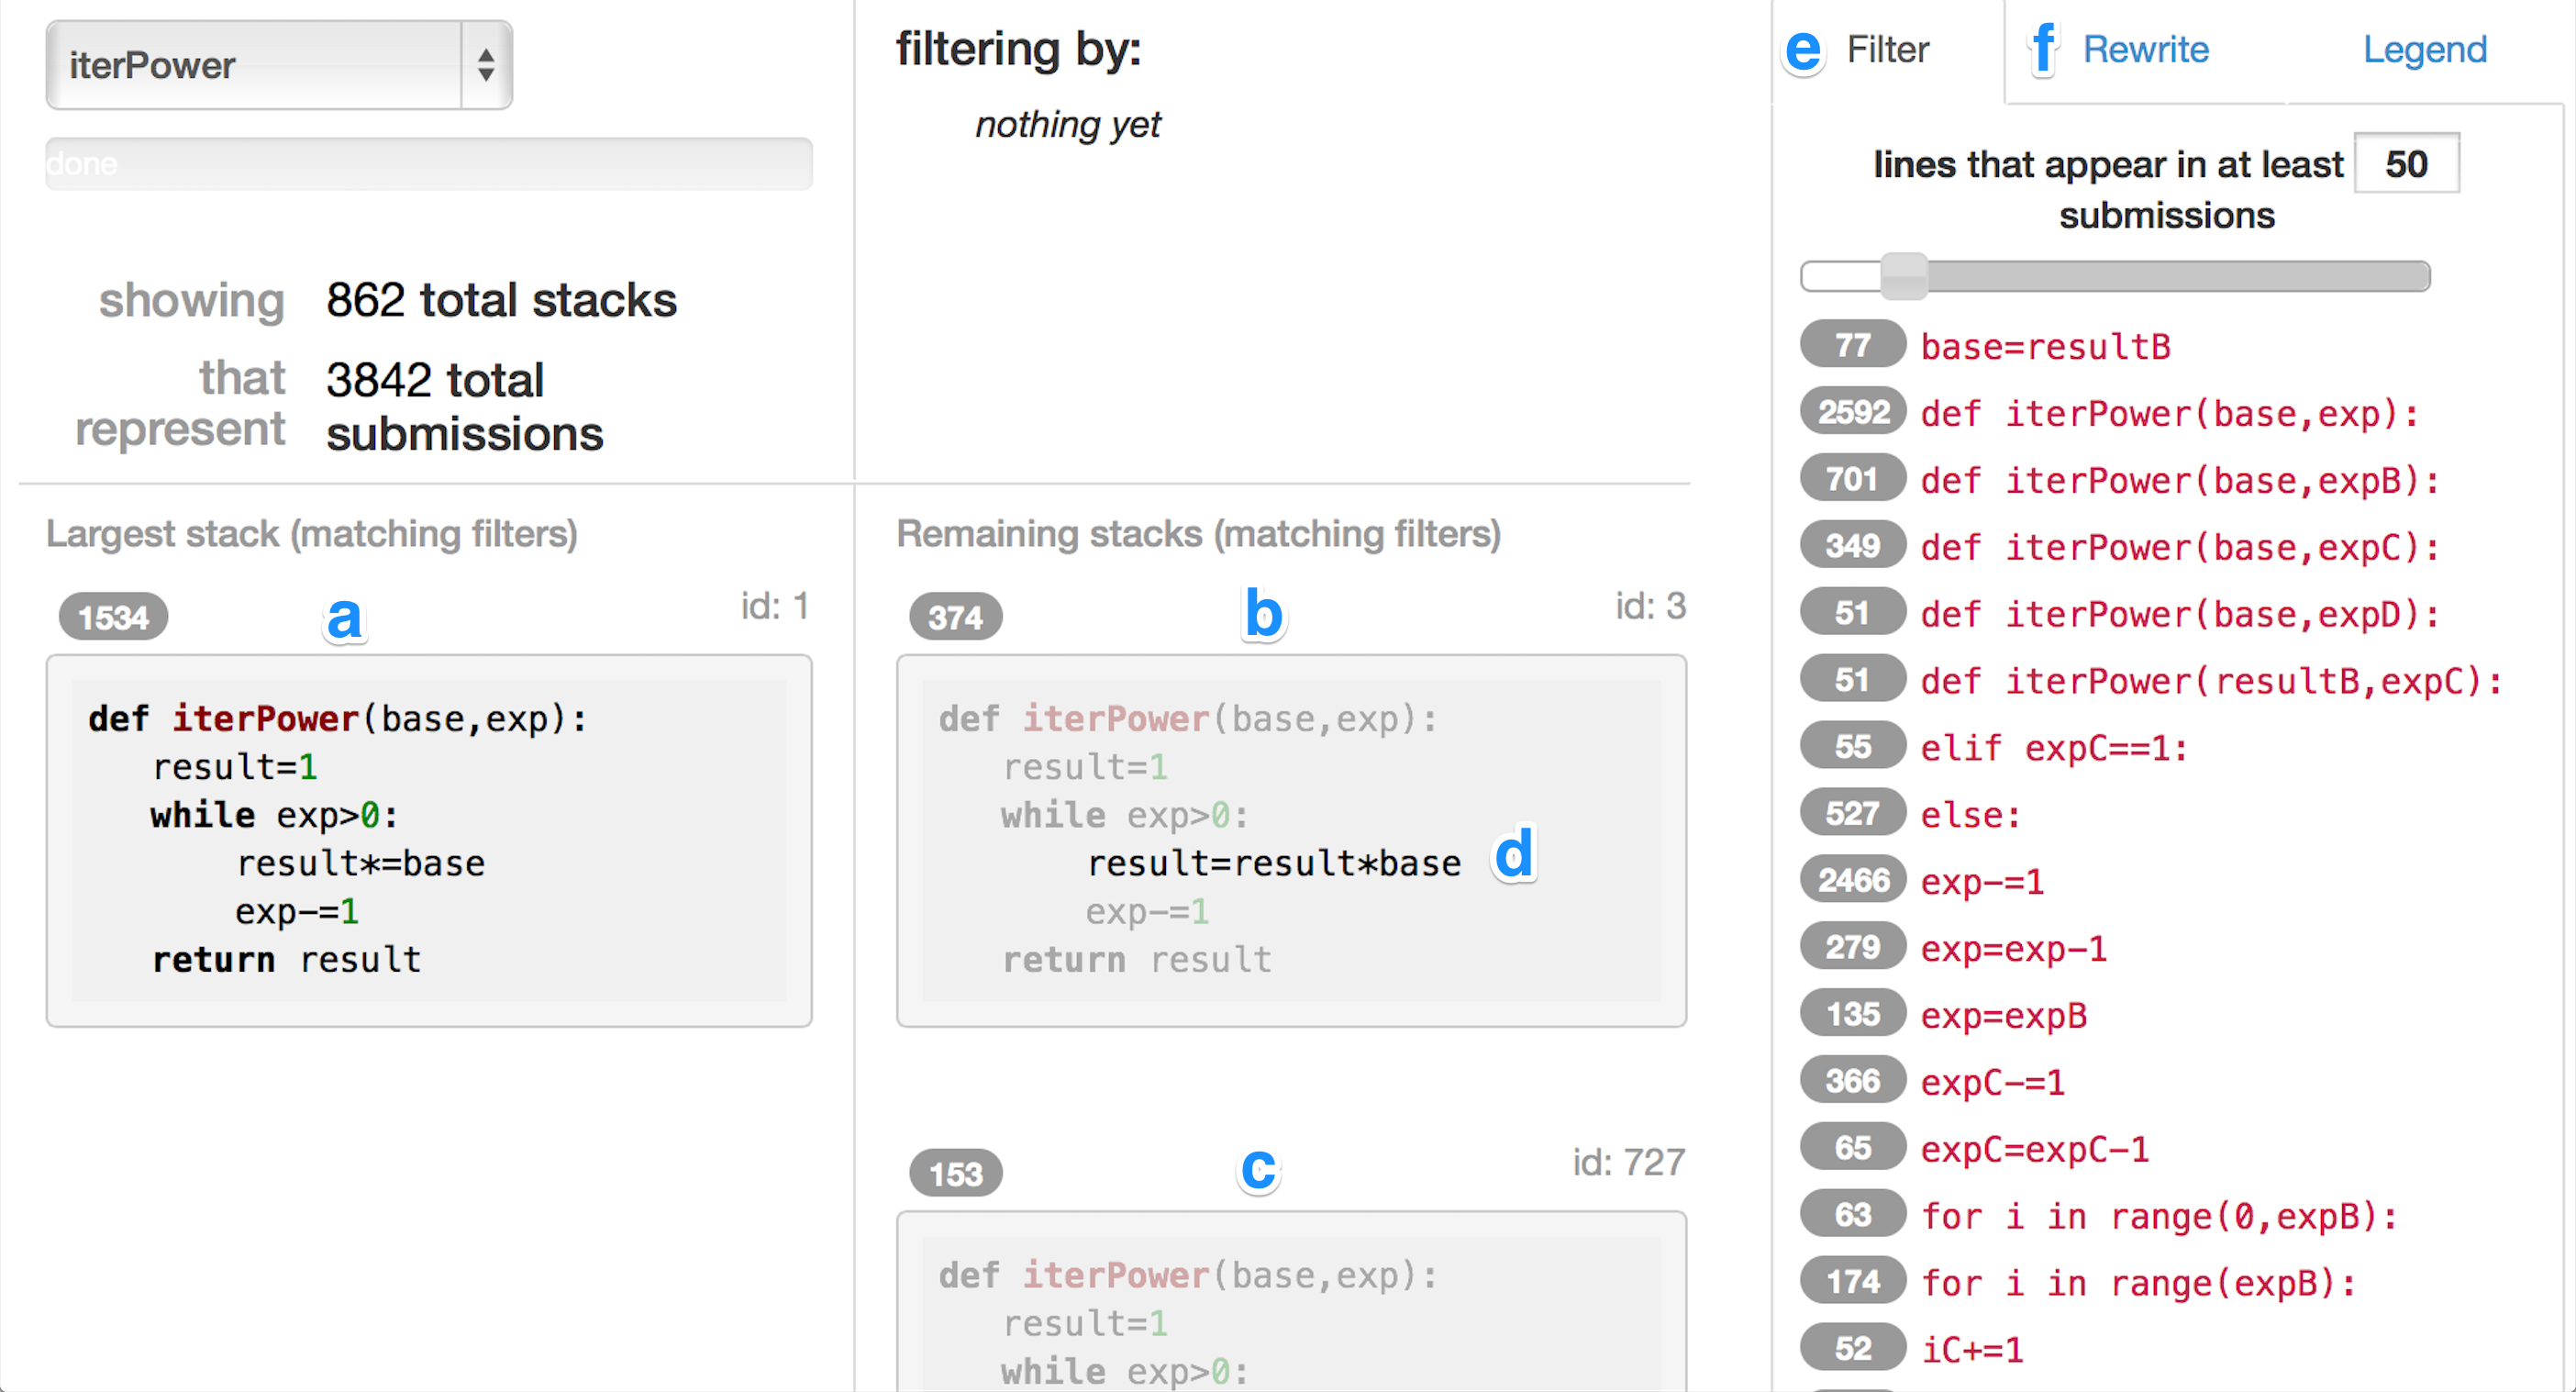 iterPower
done
showing 862 total stacks
that represent 3842 total submissions
filtering by:
nothing yet
Largest stack (matching filters)
1534 a id: 1
def iterPower(base,exp):
result=1
while exp>0:
result*=base
exp-=1
return result
Remaining stacks (matching filters)
374 b id: 3
def iterPower(base,exp):
result=1
while exp>0:
result=result*base d
exp-=1
return result
153 c id: 727
def iterPower(base,exp):
result=1
while exp>0:
e Filter f Rewrite Legend
lines that appear in at least 50
submissions
77 base=resultB
2592 def iterPower(base,exp):
701 def iterPower(base,expB):
349 def iterPower(base,expC):
51 def iterPower(base,expD):
51 def iterPower(resultB,expC):
55 elif expC==1:
527 else:
2466 exp-=1
279 exp=exp-1
135 exp=expB
366 expC-=1
65 expC=expC-1
63 for i in range(0,expB):
174 for i in range(expB):
52 iC+=1